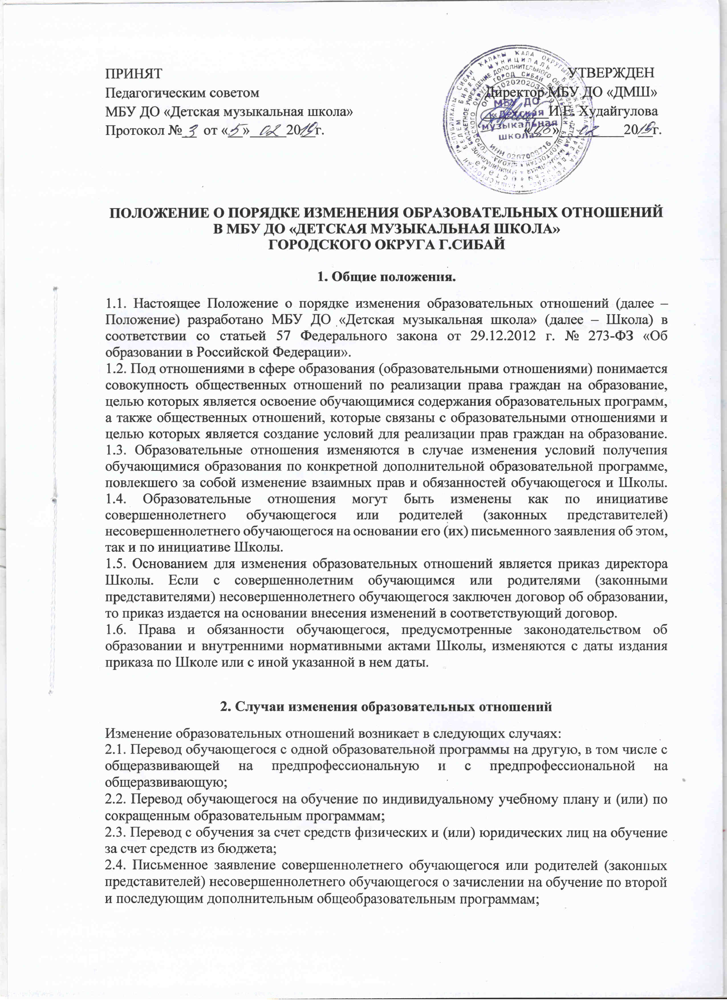 ПРИНЯТ
Педагогическим советом
МБУ ДО «Детская музыкальная школа»
Протокол № 3 от «5» 02 2019г.
УТВЕРЖДЕН
Директор МБУ ДО «ДМШ»
И.Е. Худайгулова
« » 02 2019г.
МБУ ДО
«Детская
музыкальная
школа»
ПОЛОЖЕНИЕ О ПОРЯДКЕ ИЗМЕНЕНИЯ ОБРАЗОВАТЕЛЬНЫХ ОТНОШЕНИЙ
В МБУ ДО «ДЕТСКАЯ МУЗЫКАЛЬНАЯ ШКОЛА»
ГОРОДСКОГО ОКРУГА Г.СИБАЙ
1. Общие положения.
1.1. Настоящее Положение о порядке изменения образовательных отношений (далее –
Положение) разработано МБУ ДО «Детская музыкальная школа» (далее – Школа) в
соответствии со статьей 57 Федерального закона от 29.12.2012 г. № 273-ФЗ «Об
образовании в Российской Федерации».
1.2. Под отношениями в сфере образования (образовательными отношениями) понимается
совокупность общественных отношений по реализации права граждан на образование,
целью которых является освоение обучающимися содержания образовательных программ,
а также общественных отношений, которые связаны с образовательными отношениями и
целью которых является создание условий для реализации прав граждан на образование.
1.3. Образовательные отношения изменяются в случае изменения условий получения
обучающимися образования по конкретной дополнительной образовательной программе,
повлекшего за собой изменение взаимных прав и обязанностей обучающегося и Школы.
1.4. Образовательные отношения могут быть изменены как по инициативе
совершеннолетнего обучающегося или родителей (законных представителей)
несовершеннолетнего обучающегося на основании его (их) письменного заявления об этом,
так и по инициативе Школы.
1.5. Основанием для изменения образовательных отношений является приказ директора
Школы. Если с совершеннолетним обучающимся или родителями (законными
представителями) несовершеннолетнего обучающегося заключен договор об образовании,
то приказ издается на основании внесения изменений в соответствующий договор.
1.6. Права и обязанности обучающегося, предусмотренные законодательством об
образовании и внутренними нормативными актами Школы, изменяются с даты издания
приказа по Школе или с иной указанной в нем даты.
2. Случаи изменения образовательных отношений
Изменение образовательных отношений возникает в следующих случаях:
2.1. Перевод обучающегося с одной образовательной программы на другую, в том числе с
общеразвивающей на предпрофессиональную и с предпрофессиональной на
общеразвивающую;
2.2. Перевод обучающегося на обучение по индивидуальному учебному плану и (или) по
сокращенным образовательным программам;
2.3. Перевод с обучения за счет средств физических и (или) юридических лиц на обучение
за счет средств из бюджета;
2.4. Письменное заявление совершеннолетнего обучающегося или родителей (законных
представителей) несовершеннолетнего обучающегося о зачислении на обучение по второй
и последующим дополнительным общеобразовательным программам;